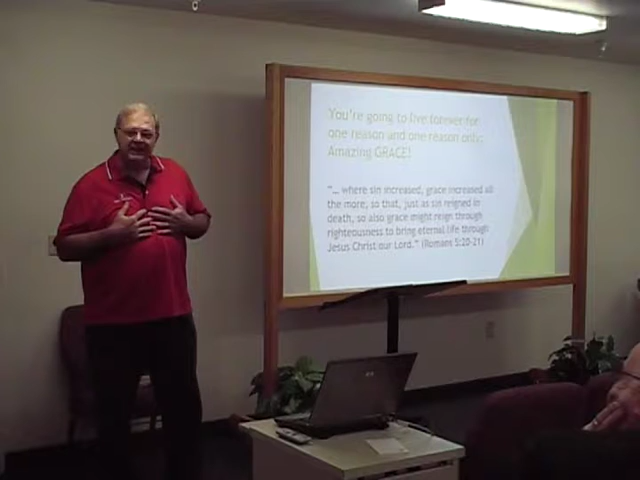 You're going to live forever for
one reason and one reason only:
Amazing GRACE!
"… where sin increased, grace increased all
the more, so that, just as sin reigned in
death, so also grace might reign through
righteousness to bring eternal life through
Jesus Christ our Lord." (Romans 5:20-21)